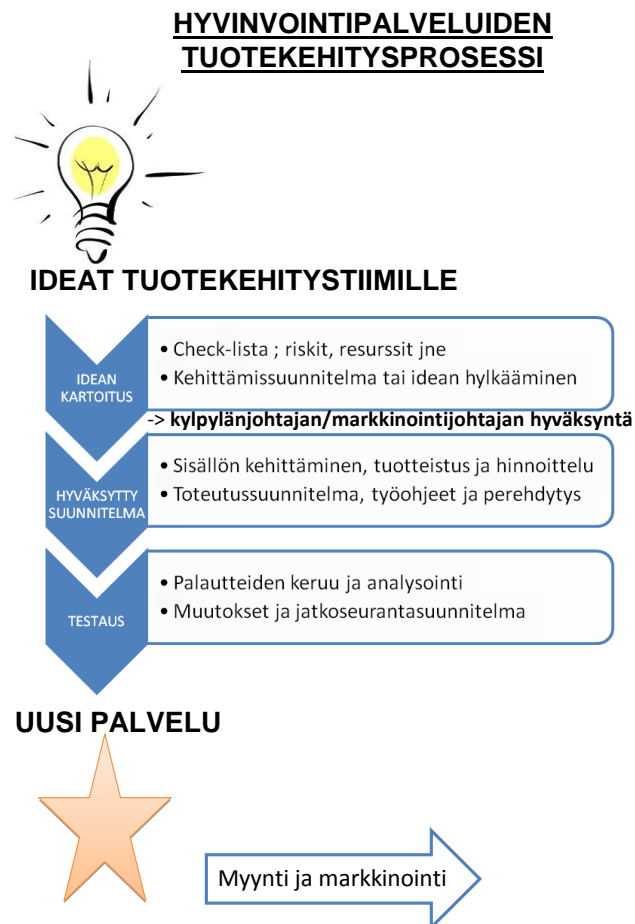 HYVINVOINTIPALVELUIDEN
TUOTEKEHITYSPROSESSI
IDEAT TUOTEKEHITYSTIIMILLE
IDEAN
KARTOITUS
• Check-lista ; riskit, resurssit jne
• Kehittämissuunnitelma tai idean hylkääminen
-> kylpylänjohtajan/markkinointijohtajan hyväksyntä
HYVÄKSYTTY
SUUNNITELMA
• Sisällön kehittäminen, tuotteistus ja hinnoittelu
• Toteutussuunnitelma, työohjeet ja perehdytys
TESTAUS
• Palautteiden keruu ja analysointi
• Muutokset ja jatkoseurantasuunnitelma
UUSI PALVELU
Myynti ja markkinointi